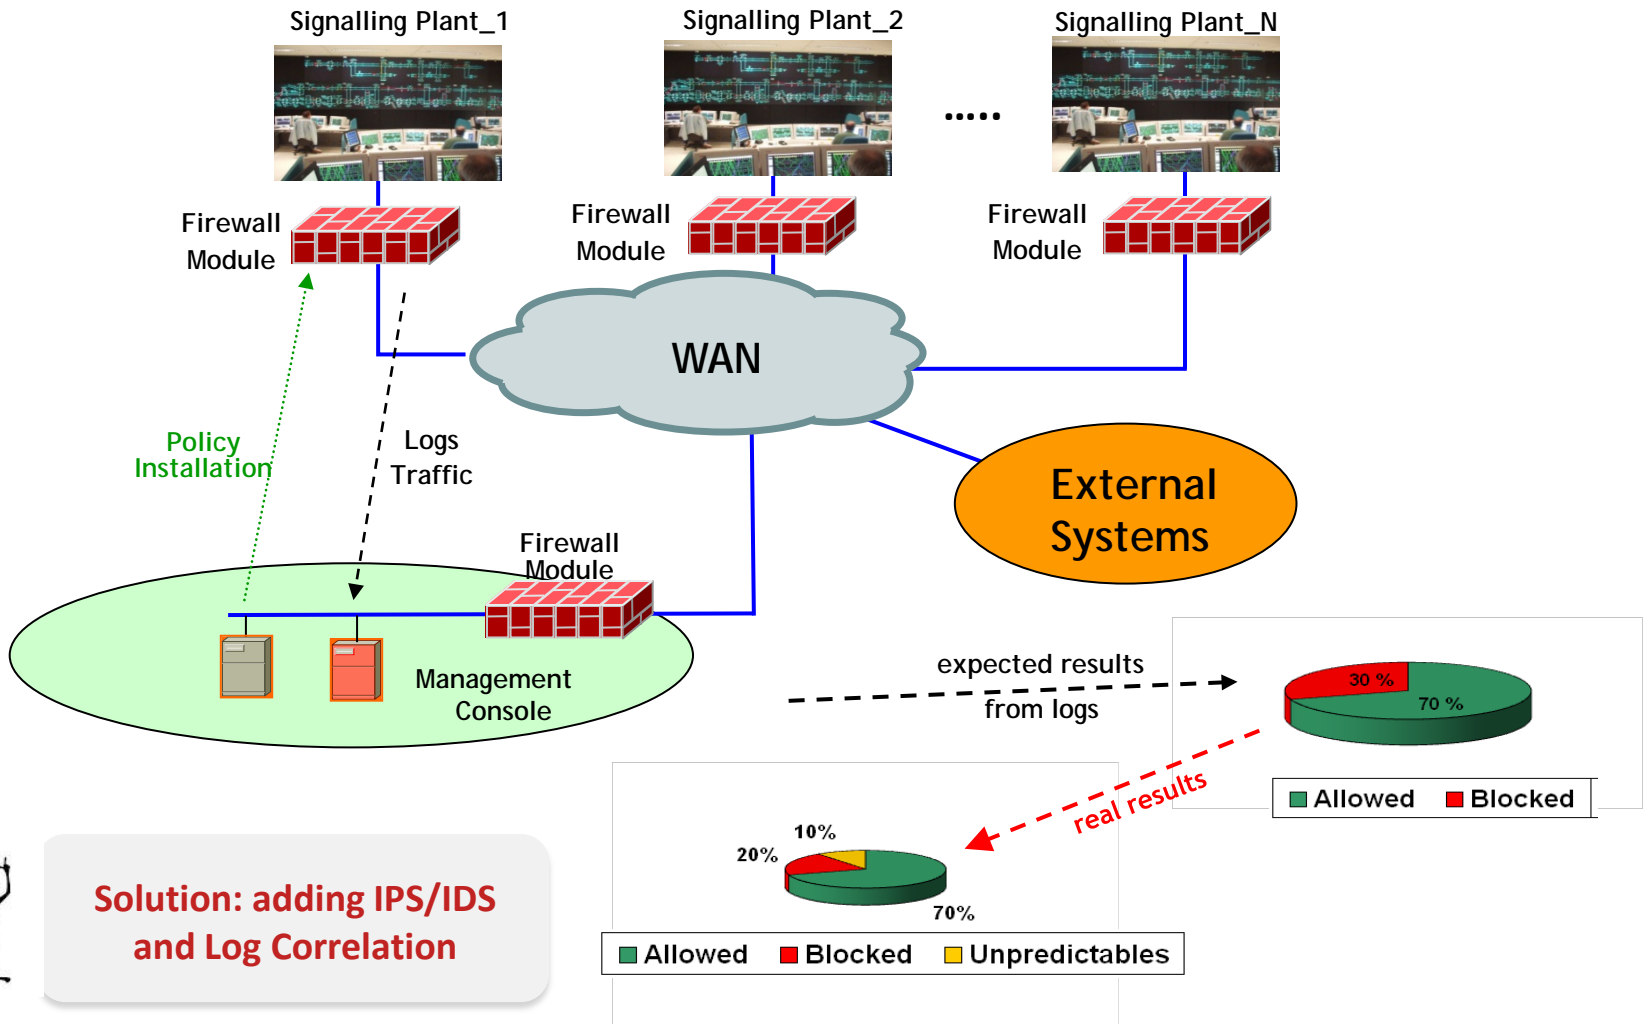 Signalling Plant_1
Signalling Plant_2
Signalling Plant_N
.....
Firewall
Module
Firewall
Module
Firewall
Module
WAN
Policy
Installation
Logs
Traffic
External
Systems
Firewall
Module
Management
Console
expected results
from logs
30 %
70 %
Allowed
Blocked
real results
10%
20%
70%
Allowed
Blocked
Unpredictables
Solution: adding IPS/IDS
and Log Correlation